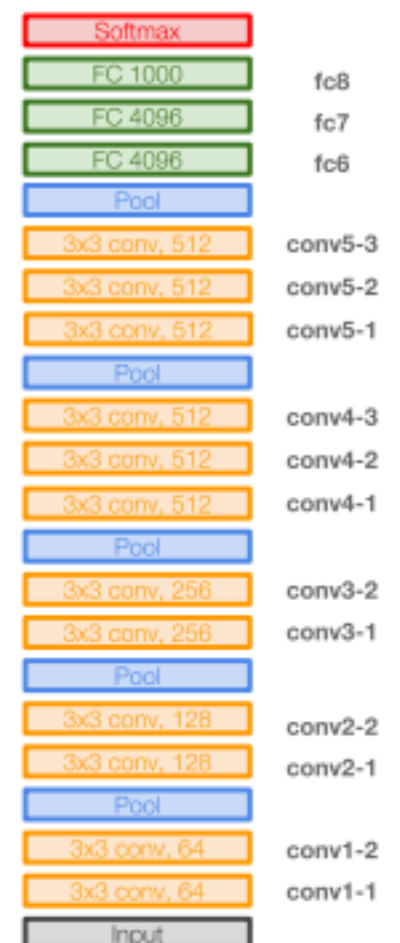 Softmax
FC 1000 fc8
FC 4096 fc7
FC 4096 fc6
Pool
3x3 conv, 512 conv5-3
3x3 conv, 512 conv5-2
3x3 conv, 512 conv5-1
Pool
3x3 conv, 512 conv4-3
3x3 conv, 512 conv4-2
3x3 conv, 512 conv4-1
Pool
3x3 conv, 256 conv3-2
3x3 conv, 256 conv3-1
Pool
3x3 conv, 128 conv2-2
3x3 conv, 128 conv2-1
Pool
3x3 conv, 64 conv1-2
3x3 conv, 64 conv1-1
Input